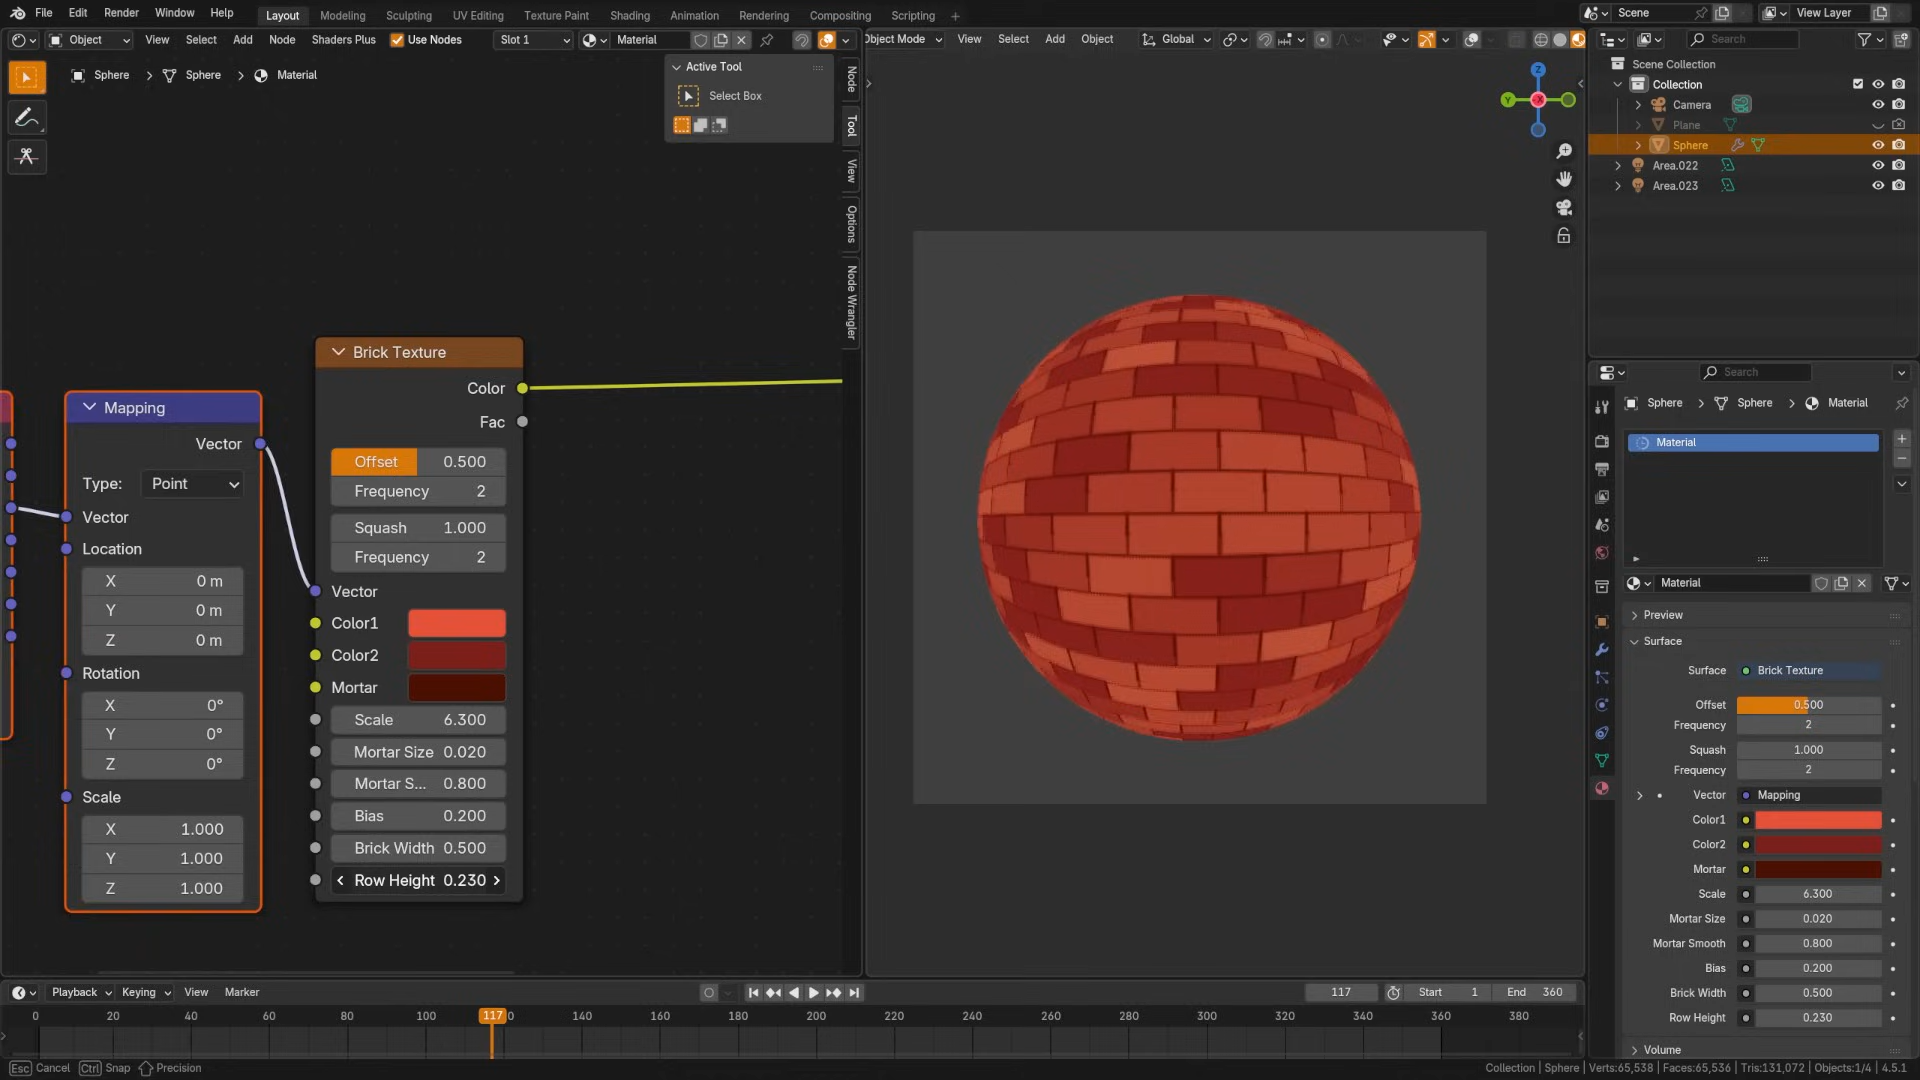 File Edit Render Window Help Layout Modeling Sculpting UV Editing Texture Paint Shading Animation Rendering Compositing Scripting + Scene View Layer
Object View Select Add Node Shaders Plus Use Nodes Slot 1 Material
bject Mode View Select Add Object Global
Search
Sphere > Sphere > Material
Active Tool
Select Box
Node
Tool
View
Options
Node Wrangler
Z
Y
X
Scene Collection
Collection
Camera
Plane
Sphere
Area.022
Area.023
Mapping
Vector
Type: Point
Vector
Location
X 0 m
Y 0 m
Z 0 m
Rotation
X 0°
Y 0°
Z 0°
Scale
X 1.000
Y 1.000
Z 1.000
Brick Texture
Color
Fac
Offset 0.500
Frequency 2
Squash 1.000
Frequency 2
Vector
Color1
Color2
Mortar
Scale 6.300
Mortar Size 0.020
Mortar S... 0.800
Bias 0.200
Brick Width 0.500
Row Height 0.230
Search
Sphere > Sphere > Material
Material
Material
Preview
Surface
Surface Brick Texture
Offset 0.500
Frequency 2
Squash 1.000
Frequency 2
Vector Mapping
Color1
Color2
Mortar
Scale 6.300
Mortar Size 0.020
Mortar Smooth 0.800
Bias 0.200
Brick Width 0.500
Row Height 0.230
Volume
Playback Keying View Marker 117 Start 1 End 360
0 20 40 60 80 100 117 0 140 160 180 200 220 240 260 280 300 320 340 360 380
Esc Cancel Ctrl Snap Precision
Collection | Sphere | Verts:65,538 | Faces:65,536 | Tris:131,072 | Objects:1/4 | 4.5.1